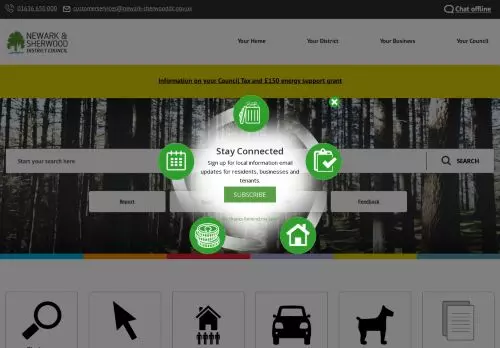 01636 650 000
customerservices@newark-sherwooddc.gov.uk
Chat offline
NEWARK &
SHERWOOD
DISTRICT COUNCIL
Your Home
Your District
Your Business
Your Council
Information on your Council Tax and £150 energy support grant
Start your search here
SEARCH
Stay Connected
Sign up for local information email
updates for residents, businesses and
tenants.
SUBSCRIBE
Report
Feedback